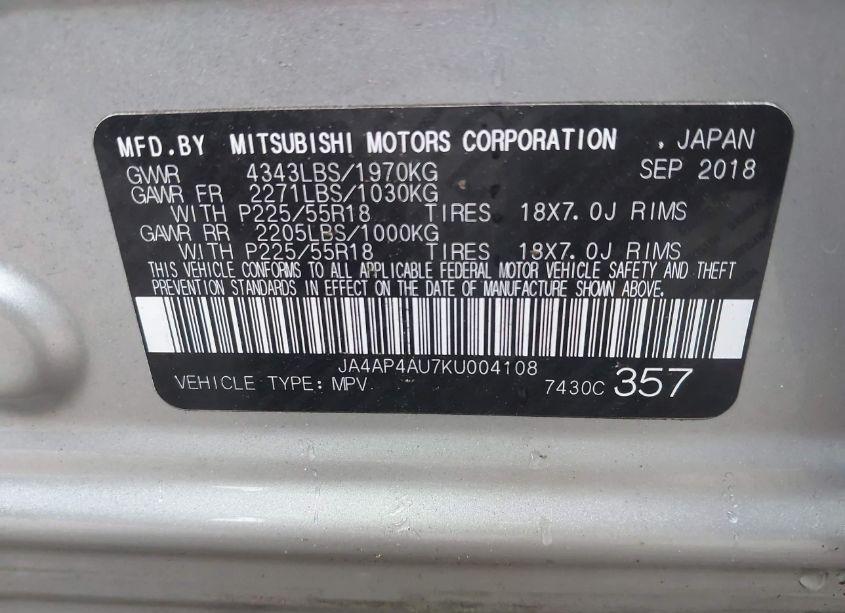 MFD.BY MITSUBISHI MOTORS CORPORATION , JAPAN
GVWR 4343LBS/1970KG SEP 2018
GAWR FR 2271LBS/1030KG
WITH P225/55R18 TIRES 18X7.0J RIMS
GAWR RR 2205LBS/1000KG
WITH P225/55R18 TIRES 18X7.0J RIMS
THIS VEHICLE CONFORMS TO ALL APPLICABLE FEDERAL MOTOR VEHICLE SAFETY AND THEFT
PREVENTION STANDARDS IN EFFECT ON THE DATE OF MANUFACTURE SHOWN ABOVE.
JA4AP4AU7KU004108
VEHICLE TYPE: MPV 7430C 357